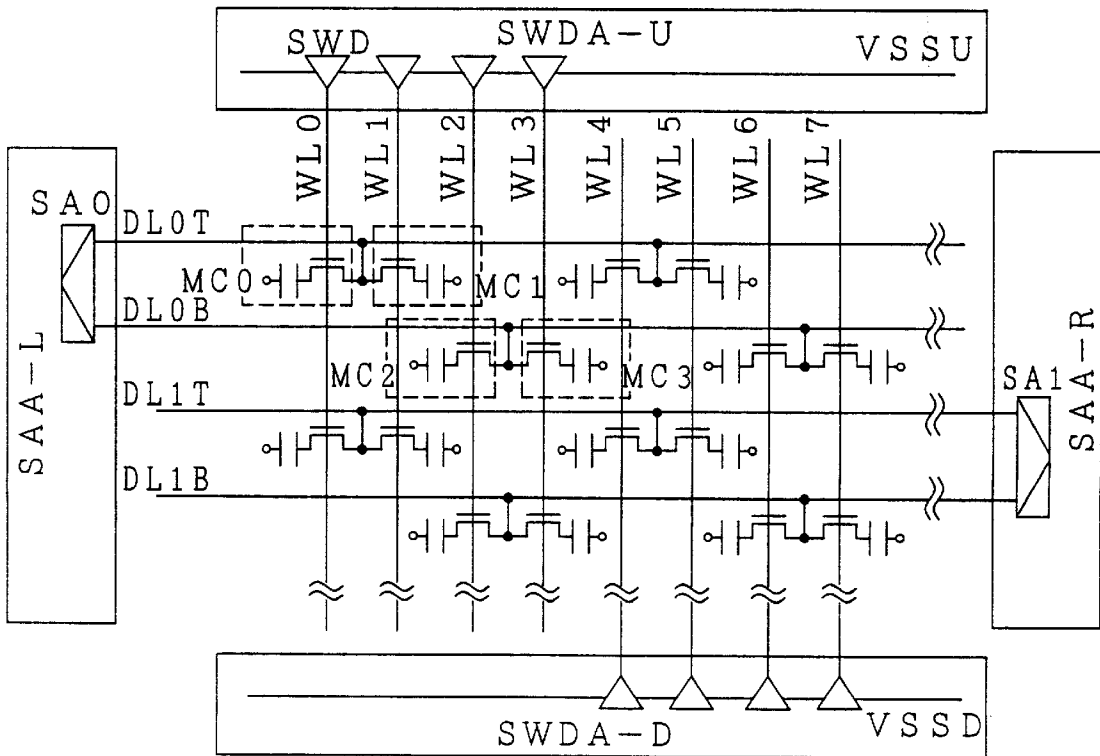 SWD
SWDA-U
VSSU
WL0
WL1
WL2
WL3
WL4
WL5
WL6
WL7
SAA-L
SA0
DL0T
MC0
MC1
DL0B
MC2
MC3
DL1T
DL1B
SA1
SAA-R
SWDA-D
VSSD